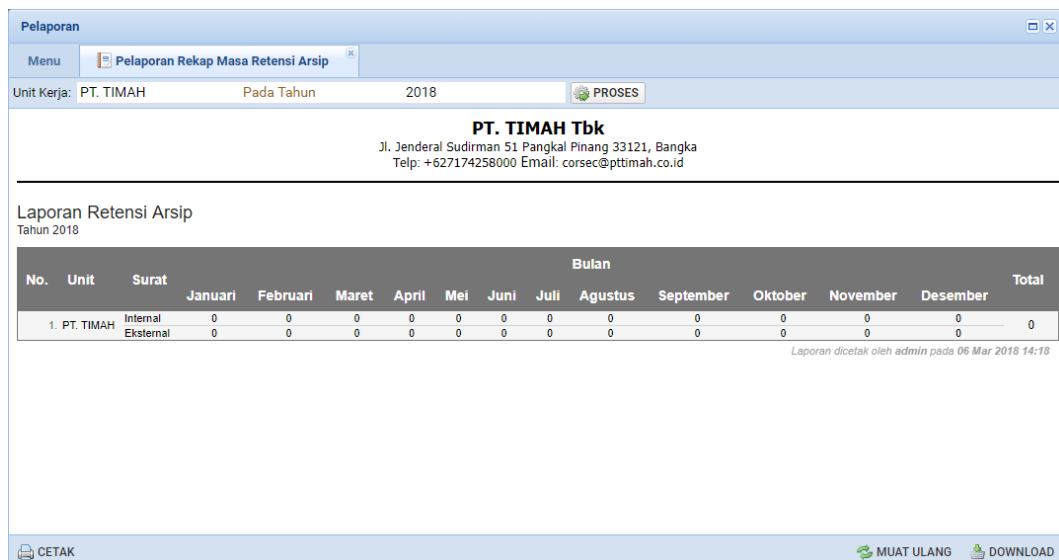 Pelaporan
Menu Pelaporan Rekap Masa Retensi Arsip
Unit Kerja: PT. TIMAH Pada Tahun 2018 PROSES
PT. TIMAH Tbk
Jl. Jenderal Sudirman 51 Pangkal Pinang 33121, Bangka
Telp: +627174258000 Email: corsec@pttimah.co.id
Laporan Retensi Arsip
Tahun 2018
No. Unit Surat Bulan Total
Januari Februari Maret April Mei Juni Juli Agustus September Oktober November Desember
1. PT. TIMAH Internal 0 0 0 0 0 0 0 0 0 0 0 0 0
Eksternal 0 0 0 0 0 0 0 0 0 0 0 0
Laporan dicetak oleh admin pada 06 Mar 2018 14:18
CETAK MUAT ULANG DOWNLOAD